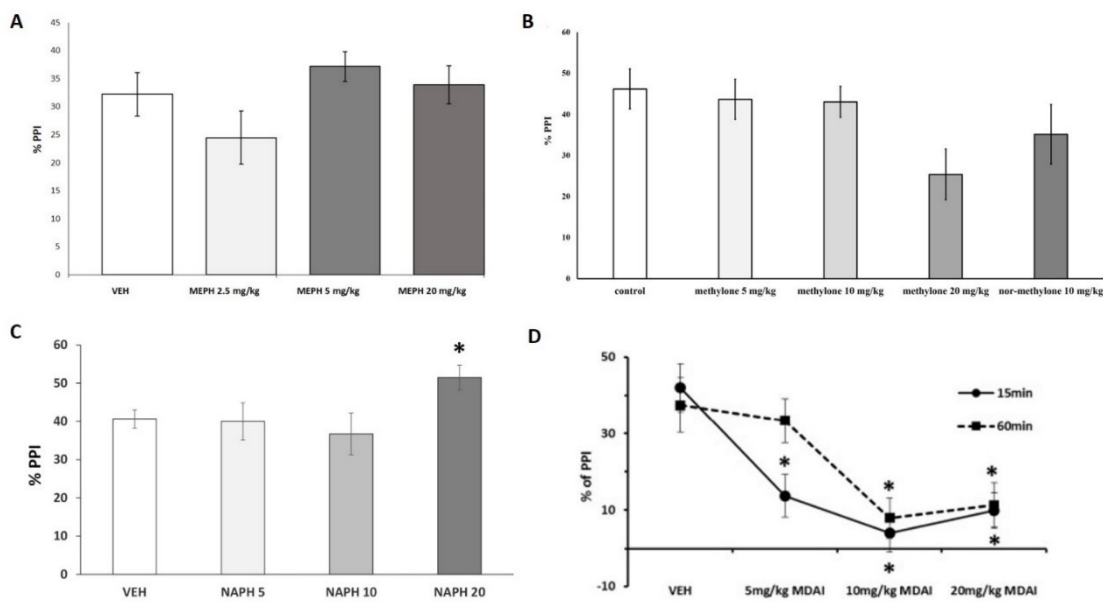 A
% PPI
45
40
35
30
25
20
15
10
5
0
VEH
MEPH 2.5 mg/kg
MEPH 5 mg/kg
MEPH 20 mg/kg
B
% PPI
60
50
40
30
20
10
0
control
methylone 5 mg/kg
methylone 10 mg/kg
methylone 20 mg/kg
nor-methylone 10 mg/kg
C
% PPI
60
50
40
30
20
10
0
*
VEH
NAPH 5
NAPH 10
NAPH 20
D
% of PPI
50
30
10
-10
15min
60min
*
*
*
*
*
VEH
5mg/kg MDAI
10mg/kg MDAI
20mg/kg MDAI